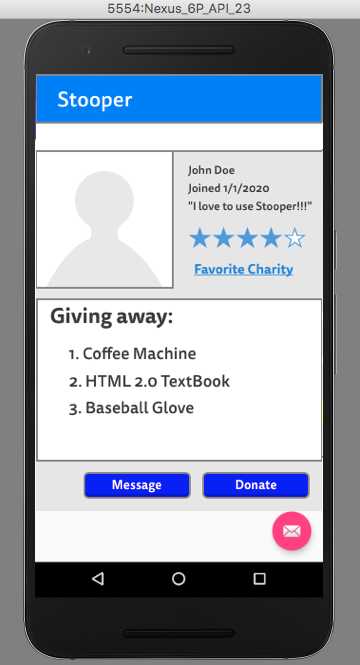 5554:Nexus_6P_API_23
Stooper
John Doe
Joined 1/1/2020
"I love to use Stooper!!!"
Favorite Charity
Giving away:
1. Coffee Machine
2. HTML 2.0 TextBook
3. Baseball Glove
Message
Donate